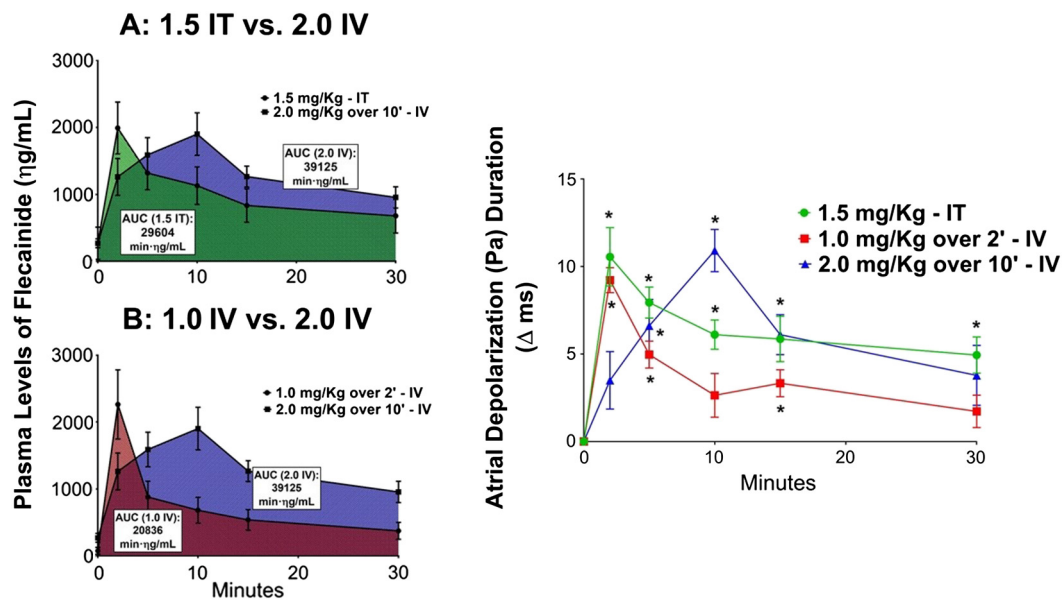 A: 1.5 IT vs. 2.0 IV
Plasma Levels of Flecainide (ηg/mL)
3000
2000
1000
0
1.5 mg/Kg - IT
2.0 mg/Kg over 10' - IV
AUC (2.0 IV):
39125
min·ηg/mL
AUC (1.5 IT):
29604
min·ηg/mL
0 10 20 30
B: 1.0 IV vs. 2.0 IV
3000
2000
1000
0
1.0 mg/Kg over 2' - IV
2.0 mg/Kg over 10' - IV
AUC (2.0 IV):
39125
min·ηg/mL
AUC (1.0 IV):
20836
min·ηg/mL
0 10 20 30
Minutes
Atrial Depolarization (Pa) Duration
(Δ ms)
15
10
5
0
1.5 mg/Kg - IT
1.0 mg/Kg over 2' - IV
2.0 mg/Kg over 10' - IV
* * * * * * * * * *
0 10 20 30
Minutes